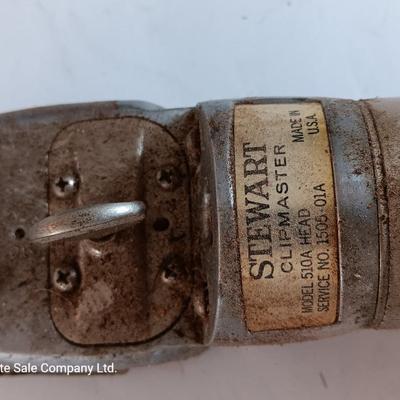 STEWART
CLIPMASTER
MODEL 510A HEAD
SERVICE NO. 1505-01A
MADE IN
U.S.A.
te Sale Company Ltd.